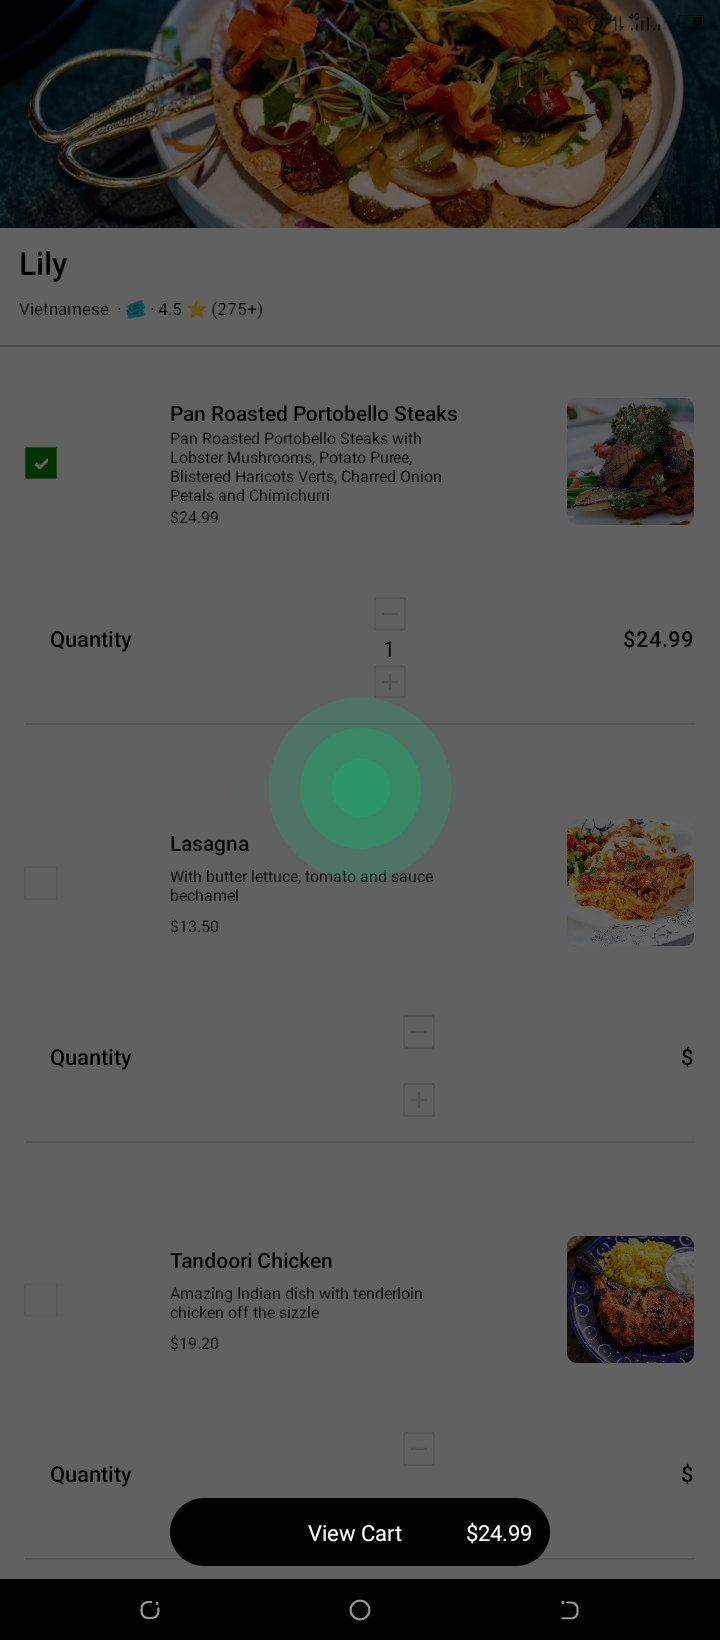 4G
Lily
Vietnamese · · 4.5 (275+)
Pan Roasted Portobello Steaks
Pan Roasted Portobello Steaks with
Lobster Mushrooms, Potato Puree,
Blistered Haricots Verts, Charred Onion
Petals and Chimichurri
$24.99
Quantity
1
$24.99
Lasagna
With butter lettuce, tomato and sauce
bechamel
$13.50
Quantity
$
Tandoori Chicken
Amazing Indian dish with tenderloin
chicken off the sizzle
$19.20
Quantity
$
View Cart $24.99